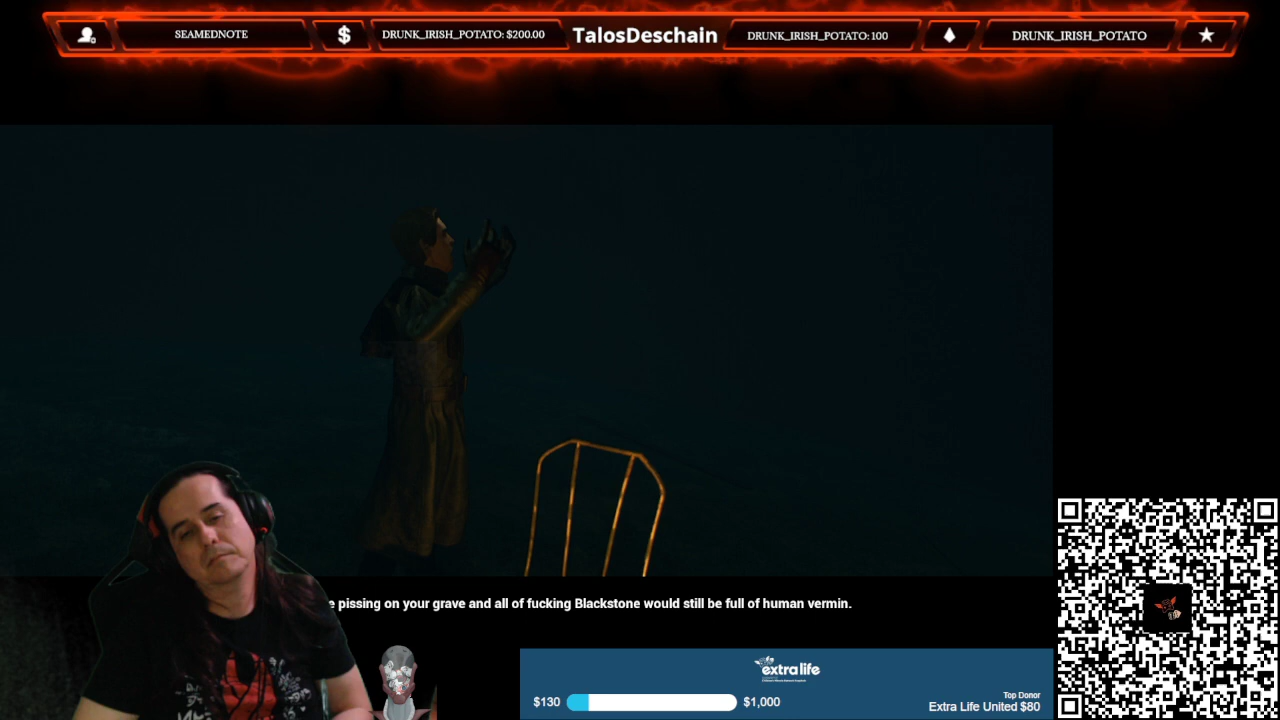 SEAMEDNOTE
$
DRUNK_IRISH_POTATO: $200.00
TalosDeschain
DRUNK_IRISH_POTATO: 100
DRUNK_IRISH_POTATO
pissing on your grave and all of fucking Blackstone would still be full of human vermin.
extra life
$130
$1,000
Top Donor
Extra Life United $80